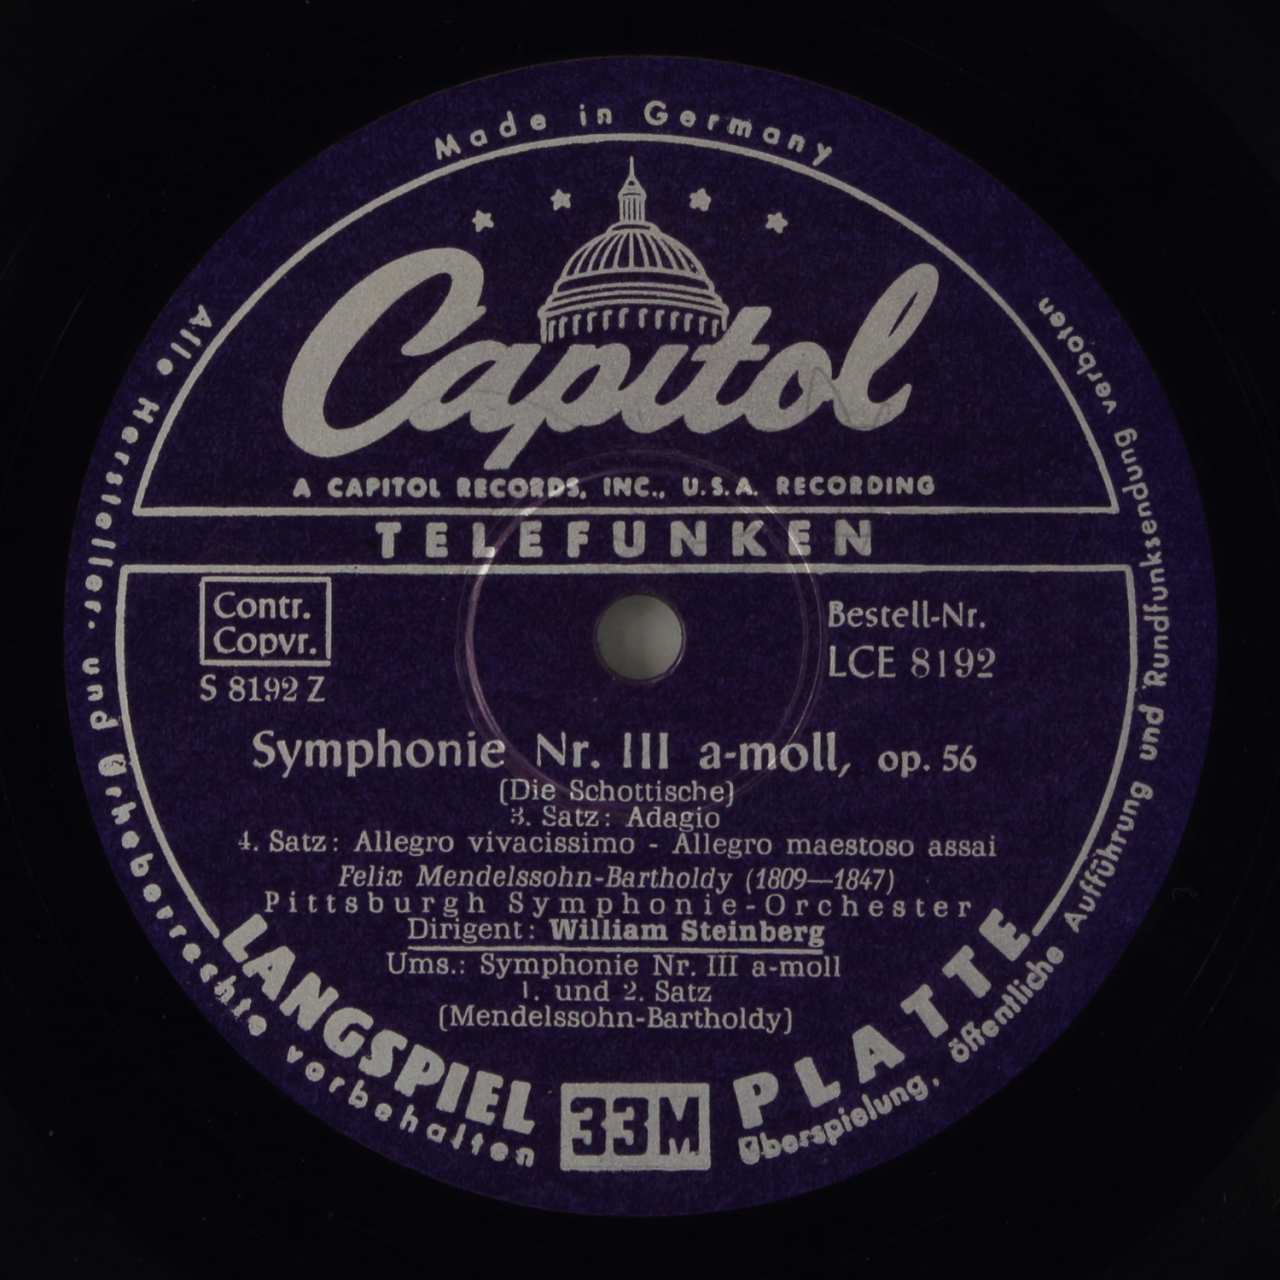 Made in Germany
Capitol
A CAPITOL RECORDS, INC., U.S.A. RECORDING
TELEFUNKEN
Contr.
Copyr.
S 8192 Z
Bestell-Nr.
LCE 8192
Symphonie Nr. III a-moll, op. 56
(Die Schottische)
3. Satz: Adagio
4. Satz: Allegro vivacissimo - Allegro maestoso assai
Felix Mendelssohn-Bartholdy (1809—1847)
Pittsburgh Symphonie-Orchester
Dirigent: William Steinberg
Ums.: Symphonie Nr. III a-moll
1. und 2. Satz
(Mendelssohn-Bartholdy)
LANGSPIEL PLATTE
33M
Alle Hersteller- und Urheberrechte vorbehalten
Überspielung, öffentliche Aufführung und Rundfunksendung verboten